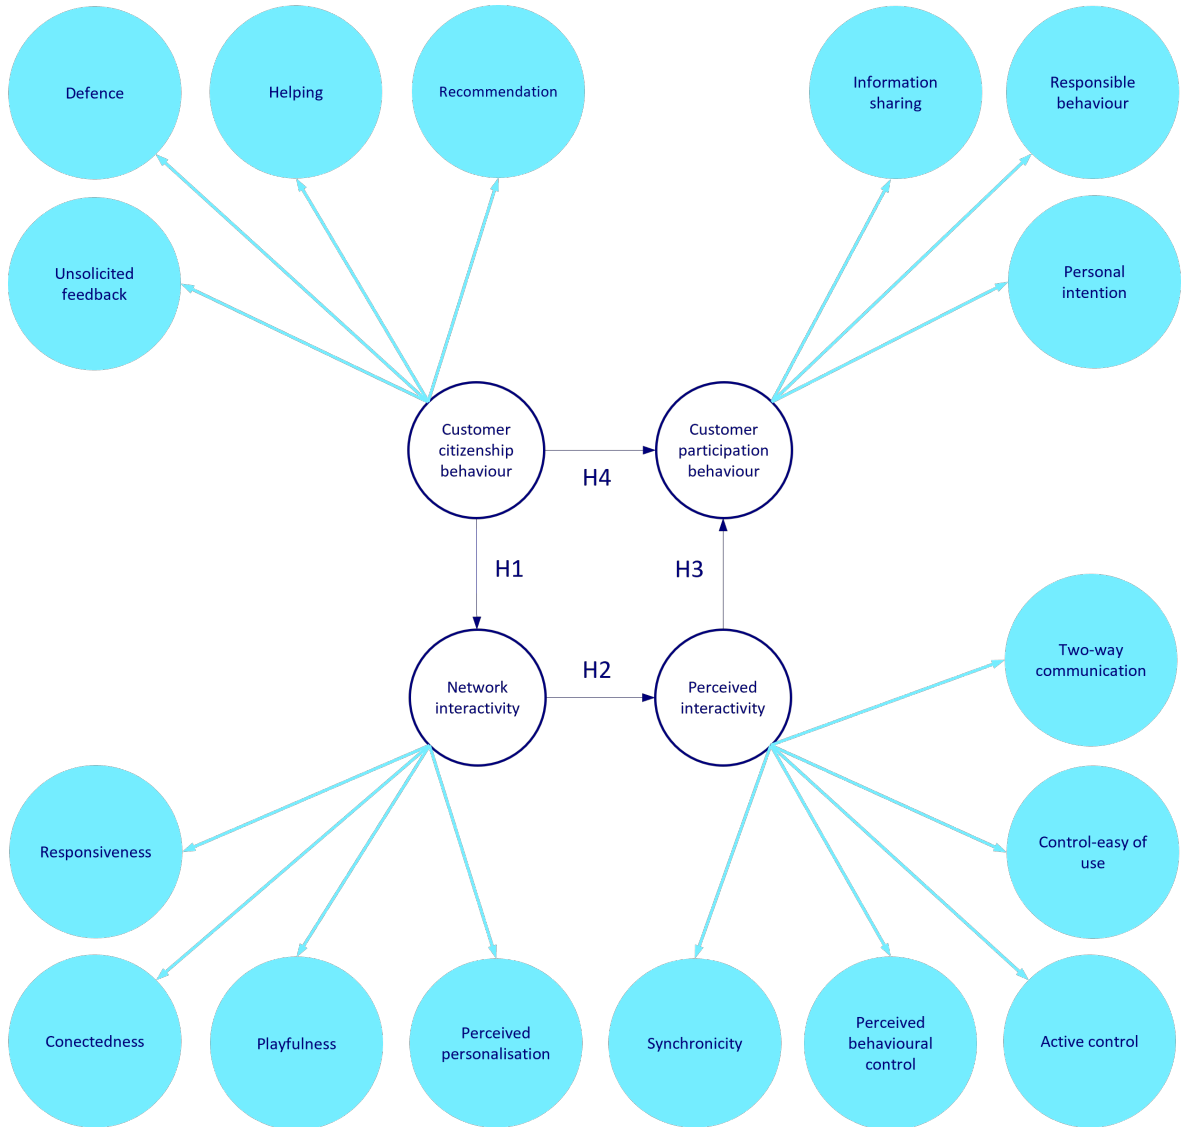 Defence
Helping
Recommendation
Information
sharing
Responsible
behaviour
Unsolicited
feedback
Personal
intention
Customer
citizenship
behaviour
H4
Customer
participation
behaviour
H1
H3
Network
interactivity
H2
Perceived
interactivity
Two-way
communication
Responsiveness
Control-easy of
use
Conectedness
Playfulness
Perceived
personalisation
Synchronicity
Perceived
behavioural
control
Active control